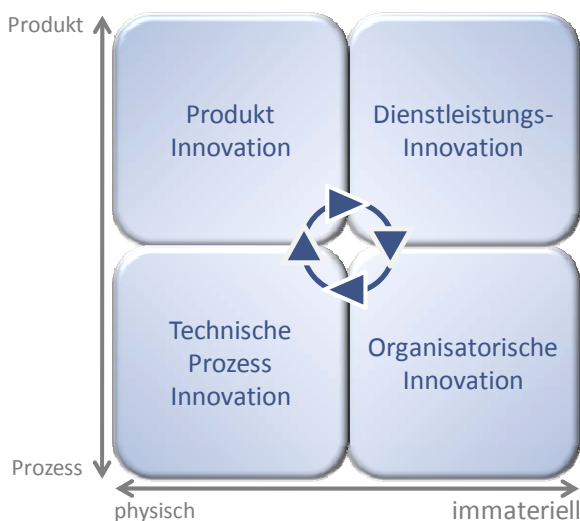 Produkt
Produkt
Innovation
Dienstleistungs-
Innovation
Technische
Prozess
Innovation
Organisatorische
Innovation
Prozess
physisch
immateriell